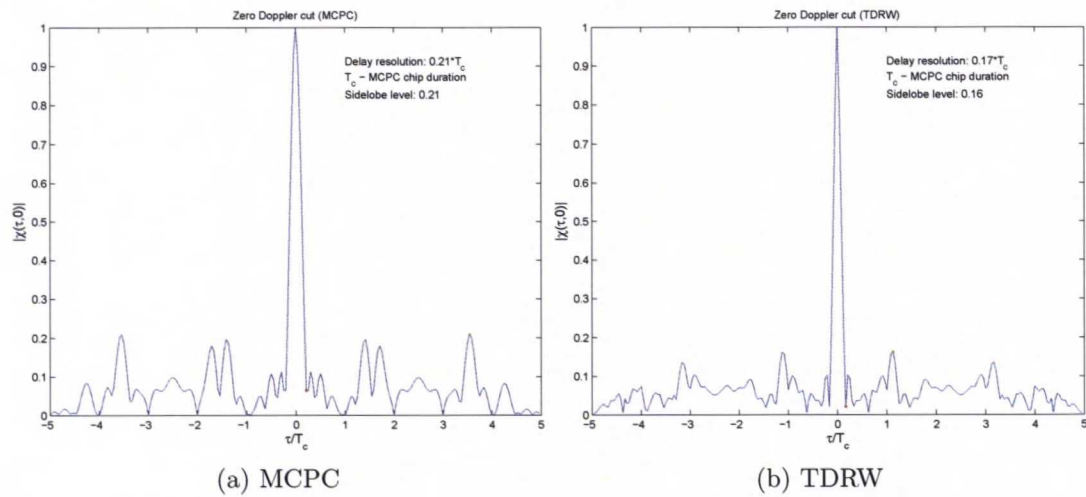 Zero Doppler cut (MCPC)
1
0.9
0.8
0.7
0.6
0.5
0.4
0.3
0.2
0.1
0
|χ(τ,0)|
Delay resolution: 0.21*T_c
T_c − MCPC chip duration
Sidelobe level: 0.21
−5 −4 −3 −2 −1 0 1 2 3 4 5
τ/T_c
(a) MCPC
Zero Doppler cut (TDRW)
1
0.9
0.8
0.7
0.6
0.5
0.4
0.3
0.2
0.1
0
|χ(τ,0)|
Delay resolution: 0.17*T_c
T_c − MCPC chip duration
Sidelobe level: 0.16
−5 −4 −3 −2 −1 0 1 2 3 4 5
τ/T_c
(b) TDRW